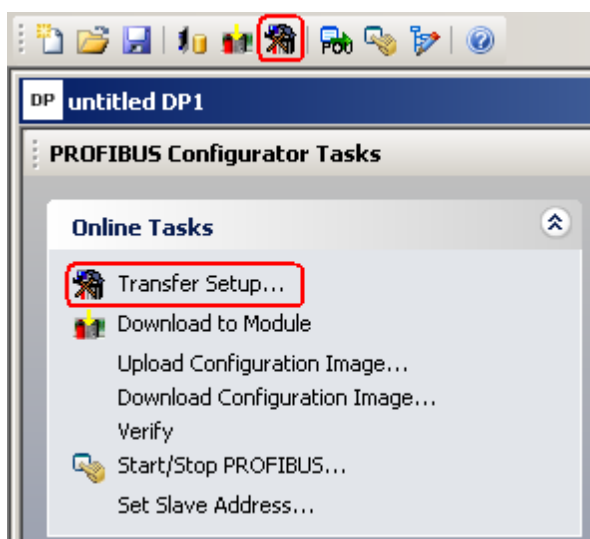 POU
DP untitled DP1
PROFIBUS Configurator Tasks
Online Tasks
Transfer Setup...
Download to Module
Upload Configuration Image...
Download Configuration Image...
Verify
Start/Stop PROFIBUS...
Set Slave Address...